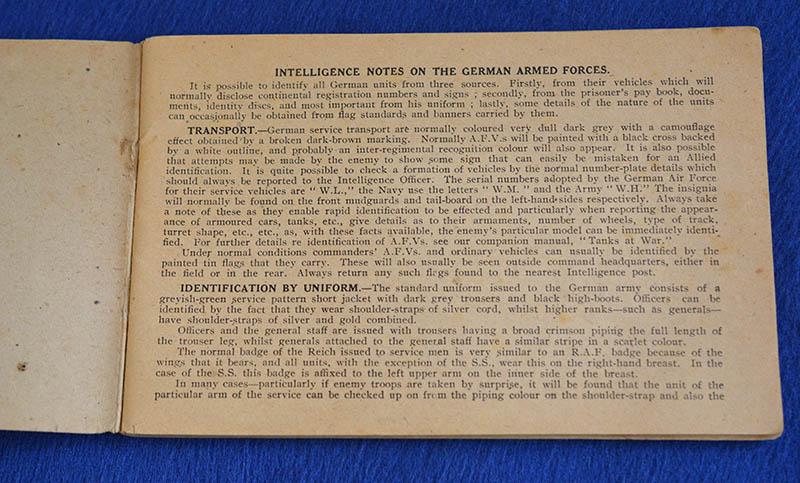 INTELLIGENCE NOTES ON THE GERMAN ARMED FORCES.
It is possible to identify all German units from three sources. Firstly, from their vehicles which will
normally disclose continental registration numbers and signs ; secondly, from the prisoner's pay book, docu-
ments, identity discs, and most important from his uniform ; lastly, some details of the nature of the units
can occasionally be obtained from flag standards and banners carried by them.
TRANSPORT.—German service transport are normally coloured very dull dark grey with a camouflage
effect obtained by a broken dark-brown marking. Normally A.F.V.s will be painted with a black cross backed
by a white outline, and probably an inter-regimental recognition colour will also appear. It is also possible
that attempts may be made by the enemy to show some sign that can easily be mistaken for an Allied
identification. It is quite possible to check a formation of vehicles by the normal number-plate details which
should always be reported to the Intelligence Officer. The serial numbers adopted by the German Air Force
for their service vehicles are " W.L.," the Navy use the letters " W.M. " and the Army " W.H." The insignia
will normally be found on the front mudguards and tail-board on the left-hand sides respectively. Always take
a note of these as they enable rapid identification to be effected and particularly when reporting the appear-
ance of armoured cars, tanks, etc., give details as to their armaments, number of wheels, type of track,
turret shape, etc., etc., as, with these facts available, the enemy's particular model can be immediately identi-
fied. For further details re identification of A.F.Vs. see our companion manual, " Tanks at War."
Under normal conditions commanders' A.F.Vs. and ordinary vehicles can usually be identified by the
painted tin flags that they carry. These will also usually be seen outside command headquarters, either in
the field or in the rear. Always return any such flags found to the nearest Intelligence post.
IDENTIFICATION BY UNIFORM.—The standard uniform issued to the German army consists of a
greyish-green service pattern short jacket with dark grey trousers and black high-boots. Officers can be
identified by the fact that they wear shoulder-straps of silver cord, whilst higher ranks—such as generals—
have shoulder-straps of silver and gold combined.
Officers and the general staff are issued with trousers having a broad crimson piping the full length of
the trouser leg, whilst generals attached to the general staff have a similar stripe in a scarlet colour.
The normal badge of the Reich issued to service men is very similar to an R.A.F. badge because of the
wings that it bears, and all units, with the exception of the S.S., wear this on the right-hand breast. In the
case of the S.S. this badge is affixed to the left upper arm on the inner side of the breast.
In many cases—particularly if enemy troops are taken by surprise, it will be found that the unit of the
particular arm of the service can be checked up on from the piping colour on the shoulder-strap and also the